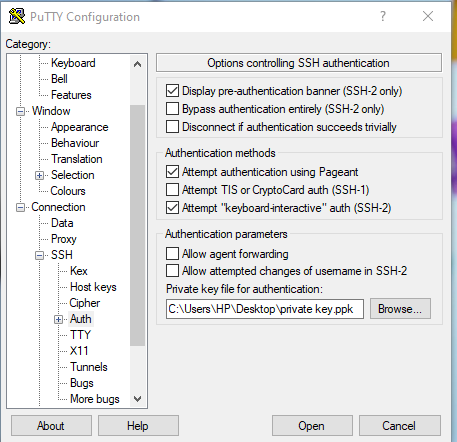 PuTTY Configuration
?
Category:
Keyboard
Bell
Features
Window
Appearance
Behaviour
Translation
Selection
Colours
Connection
Data
Proxy
SSH
Kex
Host keys
Cipher
Auth
TTY
X11
Tunnels
Bugs
More bugs
Options controlling SSH authentication
Display pre-authentication banner (SSH-2 only)
Bypass authentication entirely (SSH-2 only)
Disconnect if authentication succeeds trivially
Authentication methods
Attempt authentication using Pageant
Attempt TIS or CryptoCard auth (SSH-1)
Attempt "keyboard-interactive" auth (SSH-2)
Authentication parameters
Allow agent forwarding
Allow attempted changes of username in SSH-2
Private key file for authentication:
C:\Users\HP\Desktop\private key.ppk
Browse...
About
Help
Open
Cancel